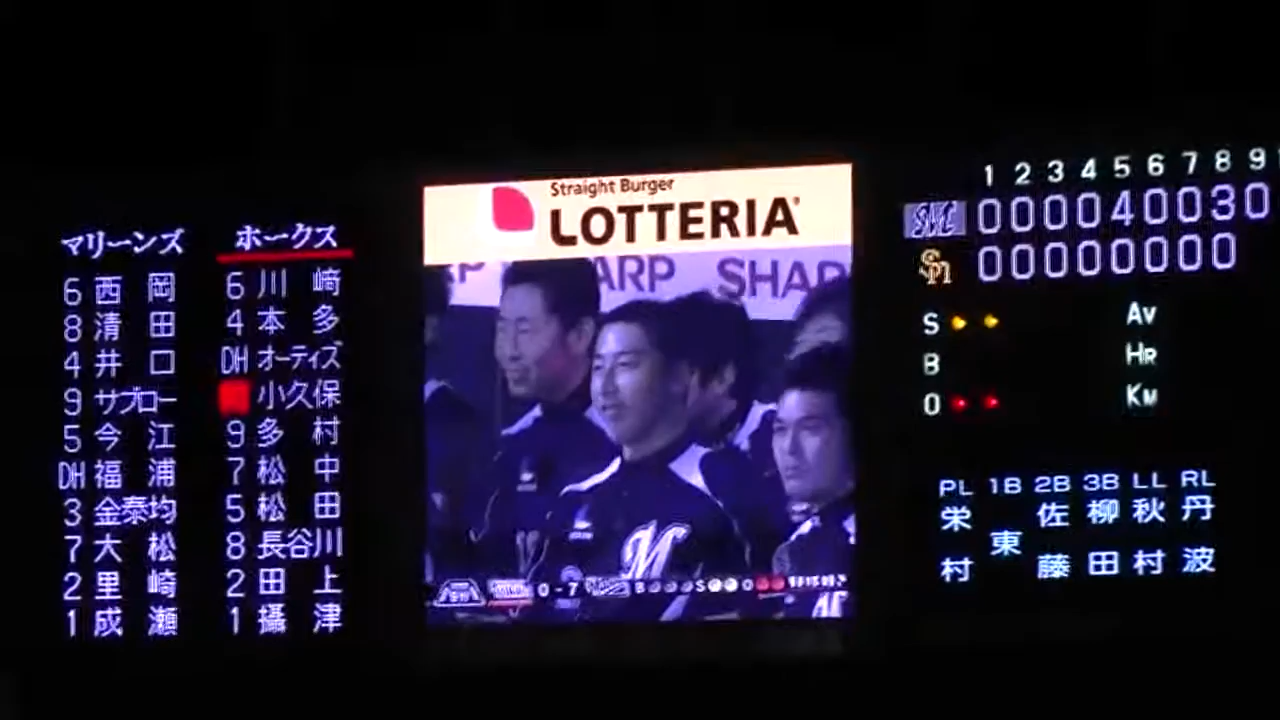 マリーンズ
6 西岡
8 清田
4 井口
9 サブロー
5 今江
DH 福浦
3 金泰均
7 大松
2 里崎
1 成瀬
ホークス
6 川﨑
4 本多
DH オーティズ
小久保
9 多村
7 松中
5 松田
8 長谷川
2 田上
1 攝津
Straight Burger
LOTTERIA
SHARP SHARP
M
0-7 B S O
1 2 3 4 5 6 7 8 9
0 0 0 0 4 0 0 3 0
SH 0 0 0 0 0 0 0 0
S Av
B HR
O KM
PL 1B 2B 3B LL RL
栄村 東 佐藤 柳田 秋村 丹波